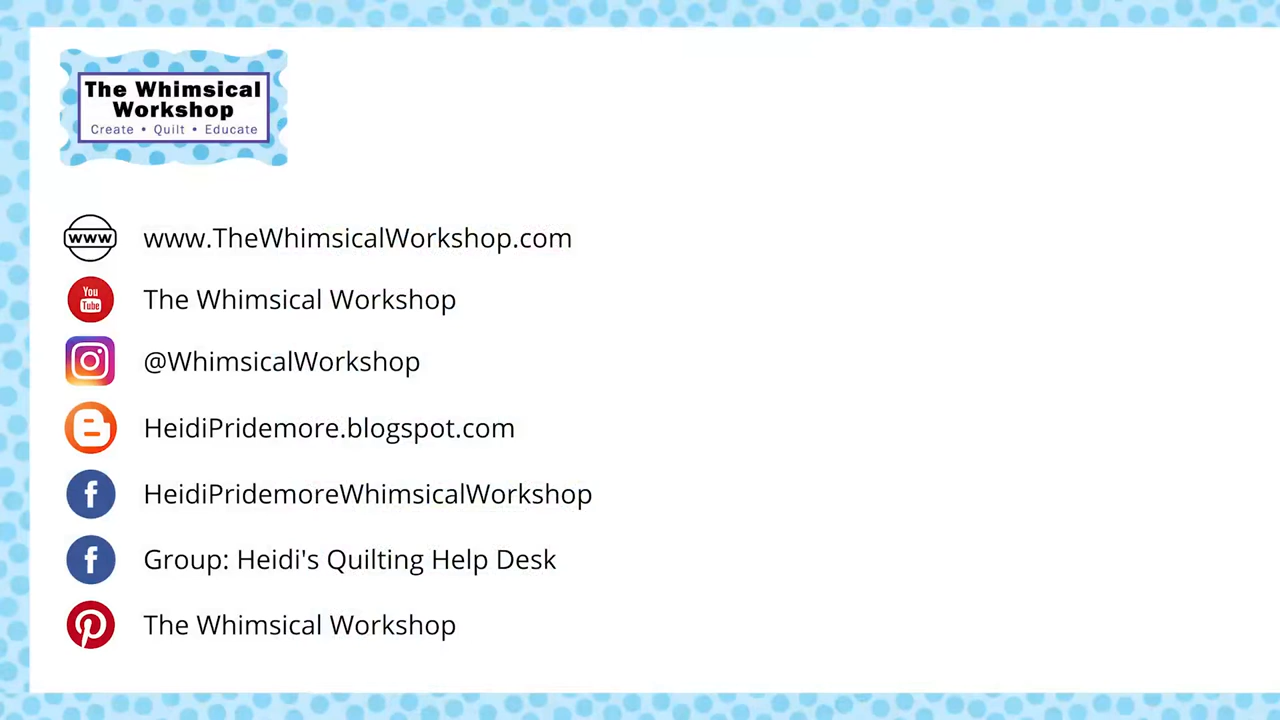 The Whimsical
Workshop
Create • Quilt • Educate
www
www.TheWhimsicalWorkshop.com
You
Tube
The Whimsical Workshop
@WhimsicalWorkshop
HeidiPridemore.blogspot.com
f
HeidiPridemoreWhimsicalWorkshop
f
Group: Heidi's Quilting Help Desk
The Whimsical Workshop